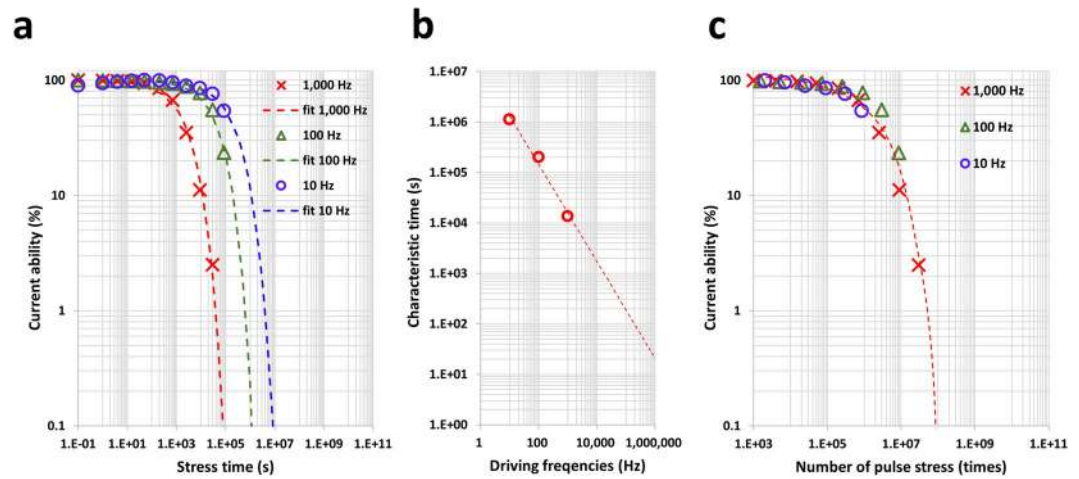 a
100
10
1
0.1
Current ability (%)
1.E-01 1.E+01 1.E+03 1.E+05 1.E+07 1.E+09 1.E+11
Stress time (s)
1,000 Hz
fit 1,000 Hz
100 Hz
fit 100 Hz
10 Hz
fit 10 Hz
b
1.E+07
1.E+06
1.E+05
1.E+04
1.E+03
1.E+02
1.E+01
1.E+00
Characteristic time (s)
1 100 10,000 1,000,000
Driving freqencies (Hz)
c
100
10
1
0.1
Current ability (%)
1.E+03 1.E+05 1.E+07 1.E+09 1.E+11
Number of pulse stress (times)
1,000 Hz
100 Hz
10 Hz